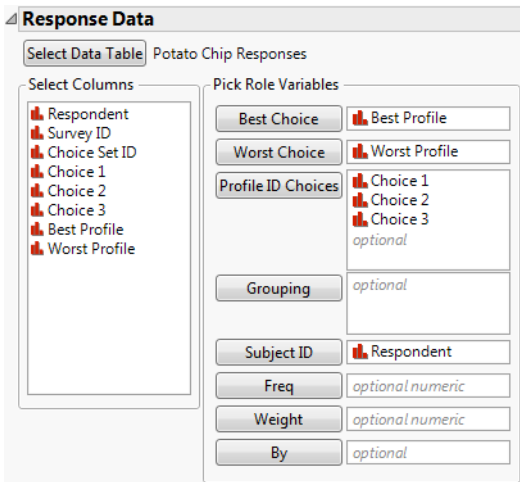 Response Data
Select Data Table Potato Chip Responses
Select Columns
Respondent
Survey ID
Choice Set ID
Choice 1
Choice 2
Choice 3
Best Profile
Worst Profile
Pick Role Variables
Best Choice Best Profile
Worst Choice Worst Profile
Profile ID Choices Choice 1
Choice 2
Choice 3
optional
Grouping optional
Subject ID Respondent
Freq optional numeric
Weight optional numeric
By optional